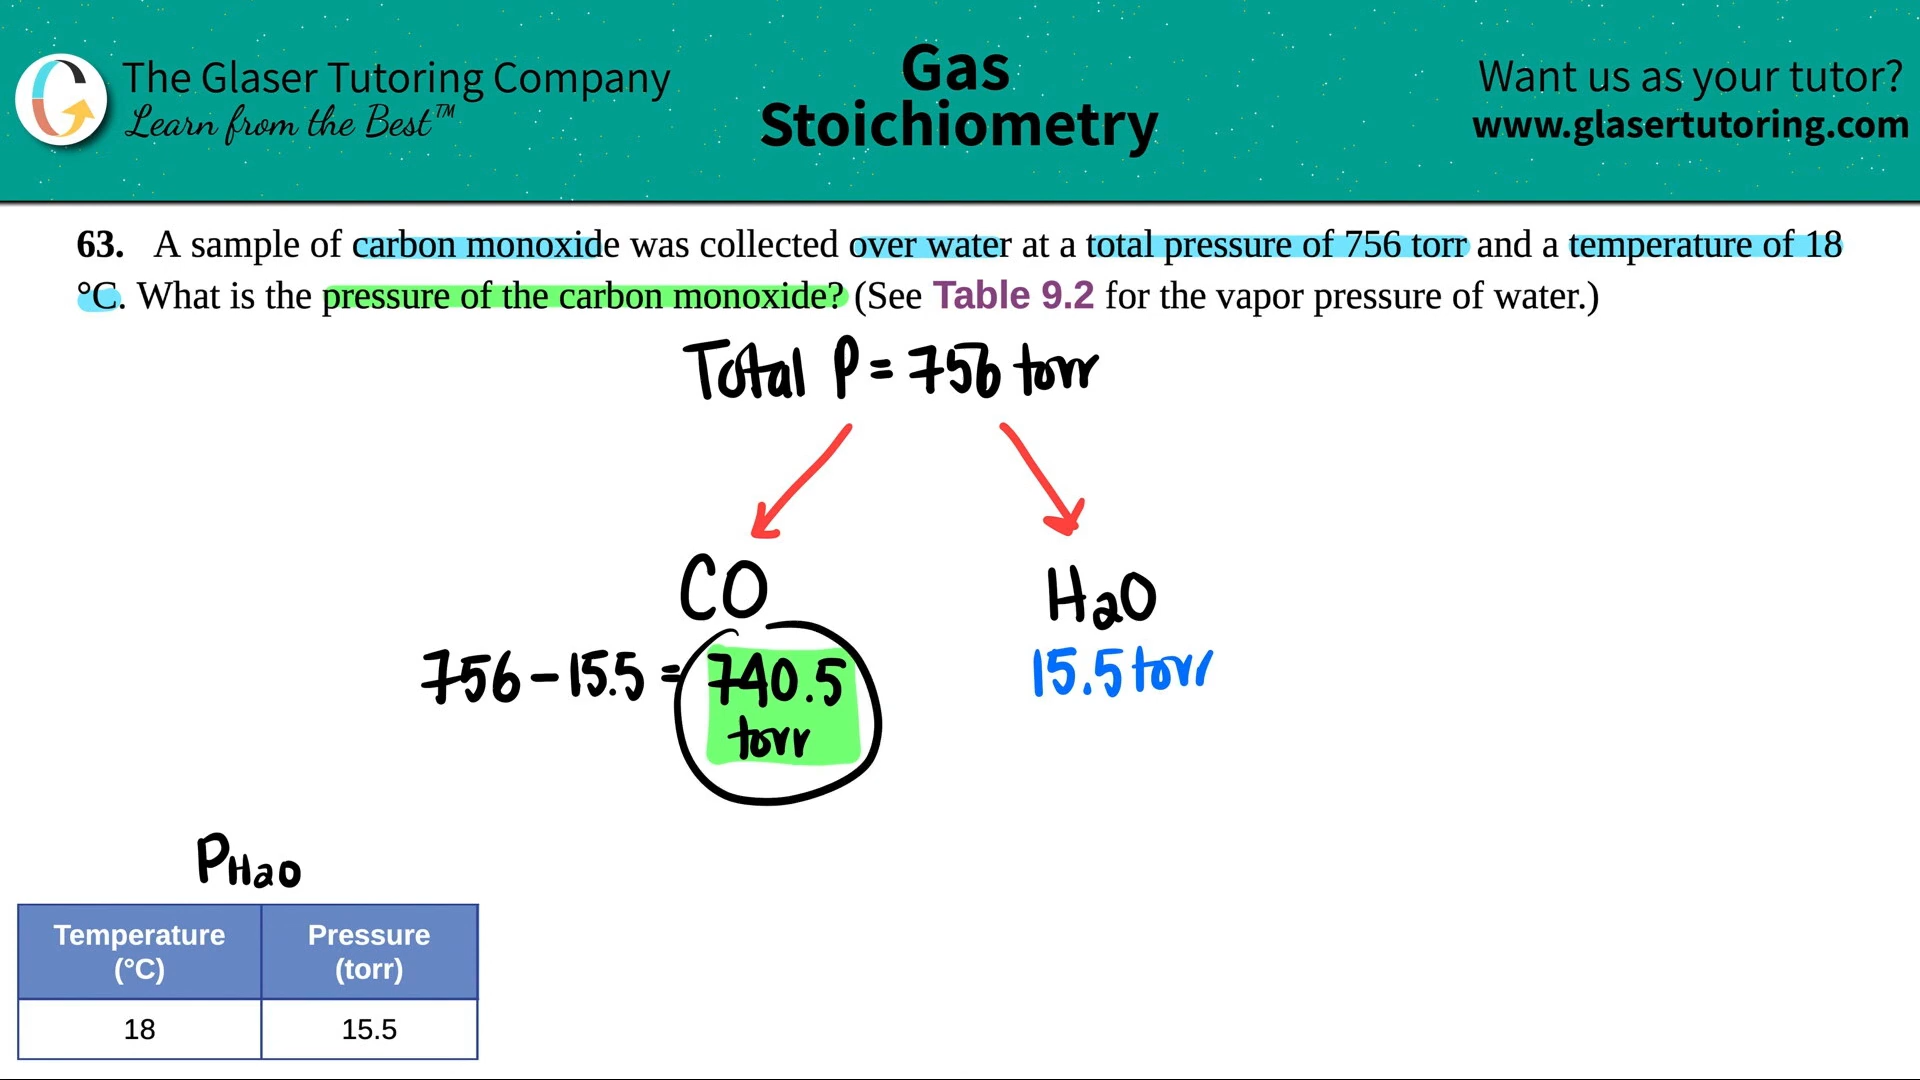 The Glaser Tutoring Company
Learn from the Best™
Gas
Stoichiometry
Want us as your tutor?
www.glasertutoring.com
63. A sample of carbon monoxide was collected over water at a total pressure of 756 torr and a temperature of 18
°C. What is the pressure of the carbon monoxide? (See Table 9.2 for the vapor pressure of water.)
Total P = 756 torr
CO
H2O
756 - 15.5 = 740.5
torr
15.5 torr
PH2O
Temperature
(°C)
Pressure
(torr)
18
15.5